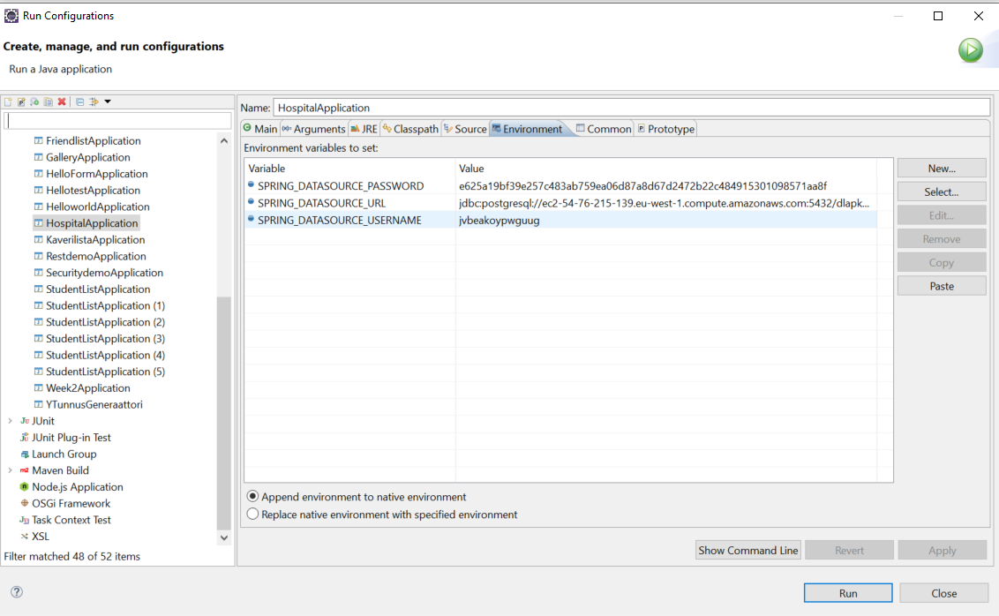 Run Configurations
Create, manage, and run configurations
Run a Java application
Name: HospitalApplication
Main Arguments JRE Classpath Source Environment Common Prototype
FriendlistApplication
GalleryApplication
HelloFormApplication
HellotestApplication
HelloworldApplication
HospitalApplication
KaverilistaApplication
RestdemoApplication
SecuritydemoApplication
StudentListApplication
StudentListApplication (1)
StudentListApplication (2)
StudentListApplication (3)
StudentListApplication (4)
StudentListApplication (5)
Week2Application
YTunnusGeneraattori
JUnit
JUnit Plug-in Test
Launch Group
Maven Build
Node.js Application
OSGi Framework
Task Context Test
XSL
Filter matched 48 of 52 items
Environment variables to set:
Variable Value
SPRING_DATASOURCE_PASSWORD e625a19bf39e257c483ab759ea06d87a8d67d2472b22c484915301098571aa8f
SPRING_DATASOURCE_URL jdbc:postgresql://ec2-54-76-215-139.eu-west-1.compute.amazonaws.com:5432/dlapk...
SPRING_DATASOURCE_USERNAME jvbeakoypwguug
New...
Select...
Edit...
Remove
Copy
Paste
Append environment to native environment
Replace native environment with specified environment
Show Command Line Revert Apply
Run Close